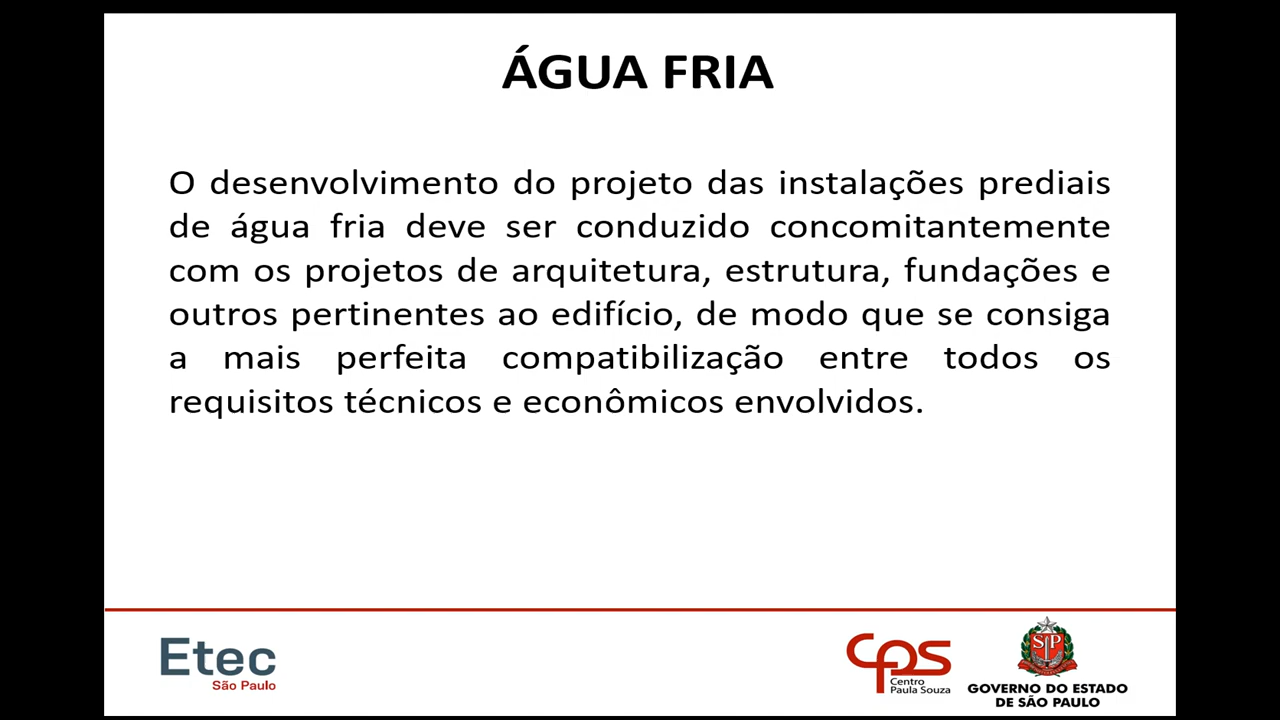 ÁGUA FRIA
O desenvolvimento do projeto das instalações prediais
de água fria deve ser conduzido concomitantemente
com os projetos de arquitetura, estrutura, fundações e
outros pertinentes ao edifício, de modo que se consiga
a mais perfeita compatibilização entre todos os
requisitos técnicos e econômicos envolvidos.
Etec
São Paulo
cps
Centro
Paula Souza
SP
GOVERNO DO ESTADO
DE SÃO PAULO